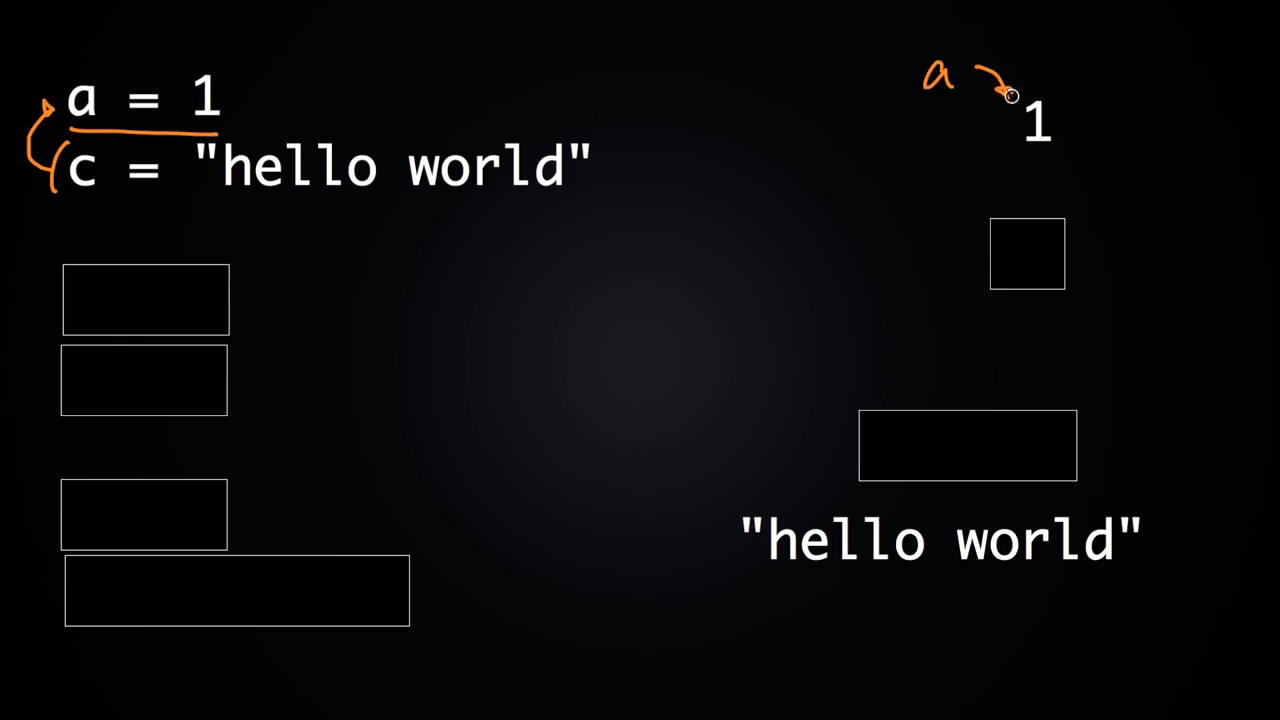 a = 1
c = "hello world"
a
1
"hello world"